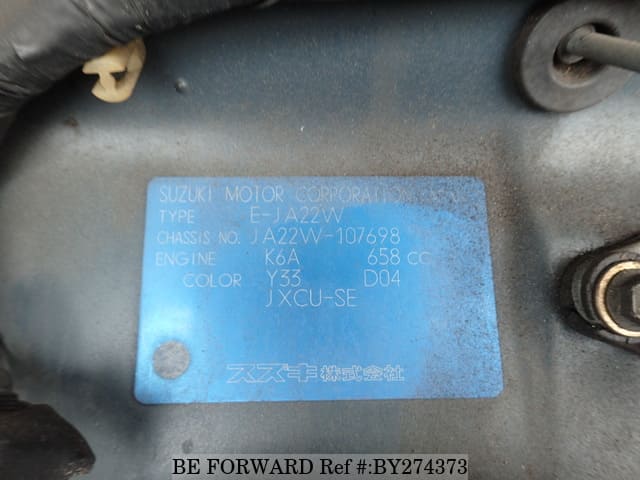 SUZUKI MOTOR CORPORATION
TYPE E-JA22W
CHASSIS NO. JA22W-107698
ENGINE K6A 658 CC
COLOR Y33 D04
JXCU-SE
スズキ株式会社
BE FORWARD Ref #:BY274373